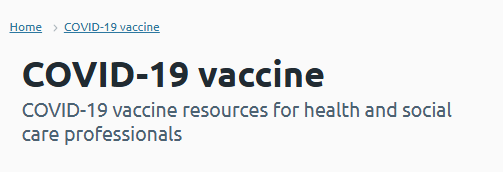 Home > COVID-19 vaccine
COVID-19 vaccine
COVID-19 vaccine resources for health and social
care professionals